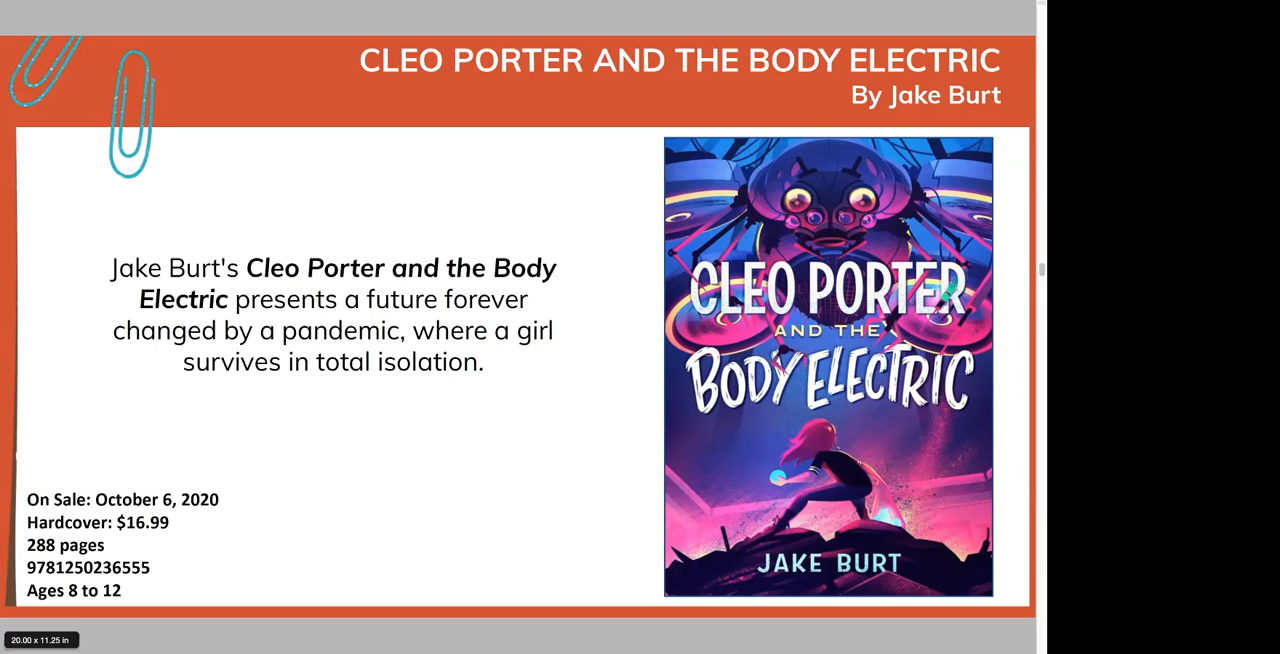 CLEO PORTER AND THE BODY ELECTRIC
By Jake Burt
Jake Burt's Cleo Porter and the Body
Electric presents a future forever
changed by a pandemic, where a girl
survives in total isolation.
On Sale: October 6, 2020
Hardcover: $16.99
288 pages
9781250236555
Ages 8 to 12
CLEO PORTER
AND THE
BODY ELECTRIC
JAKE BURT
20.00 x 11.25 in